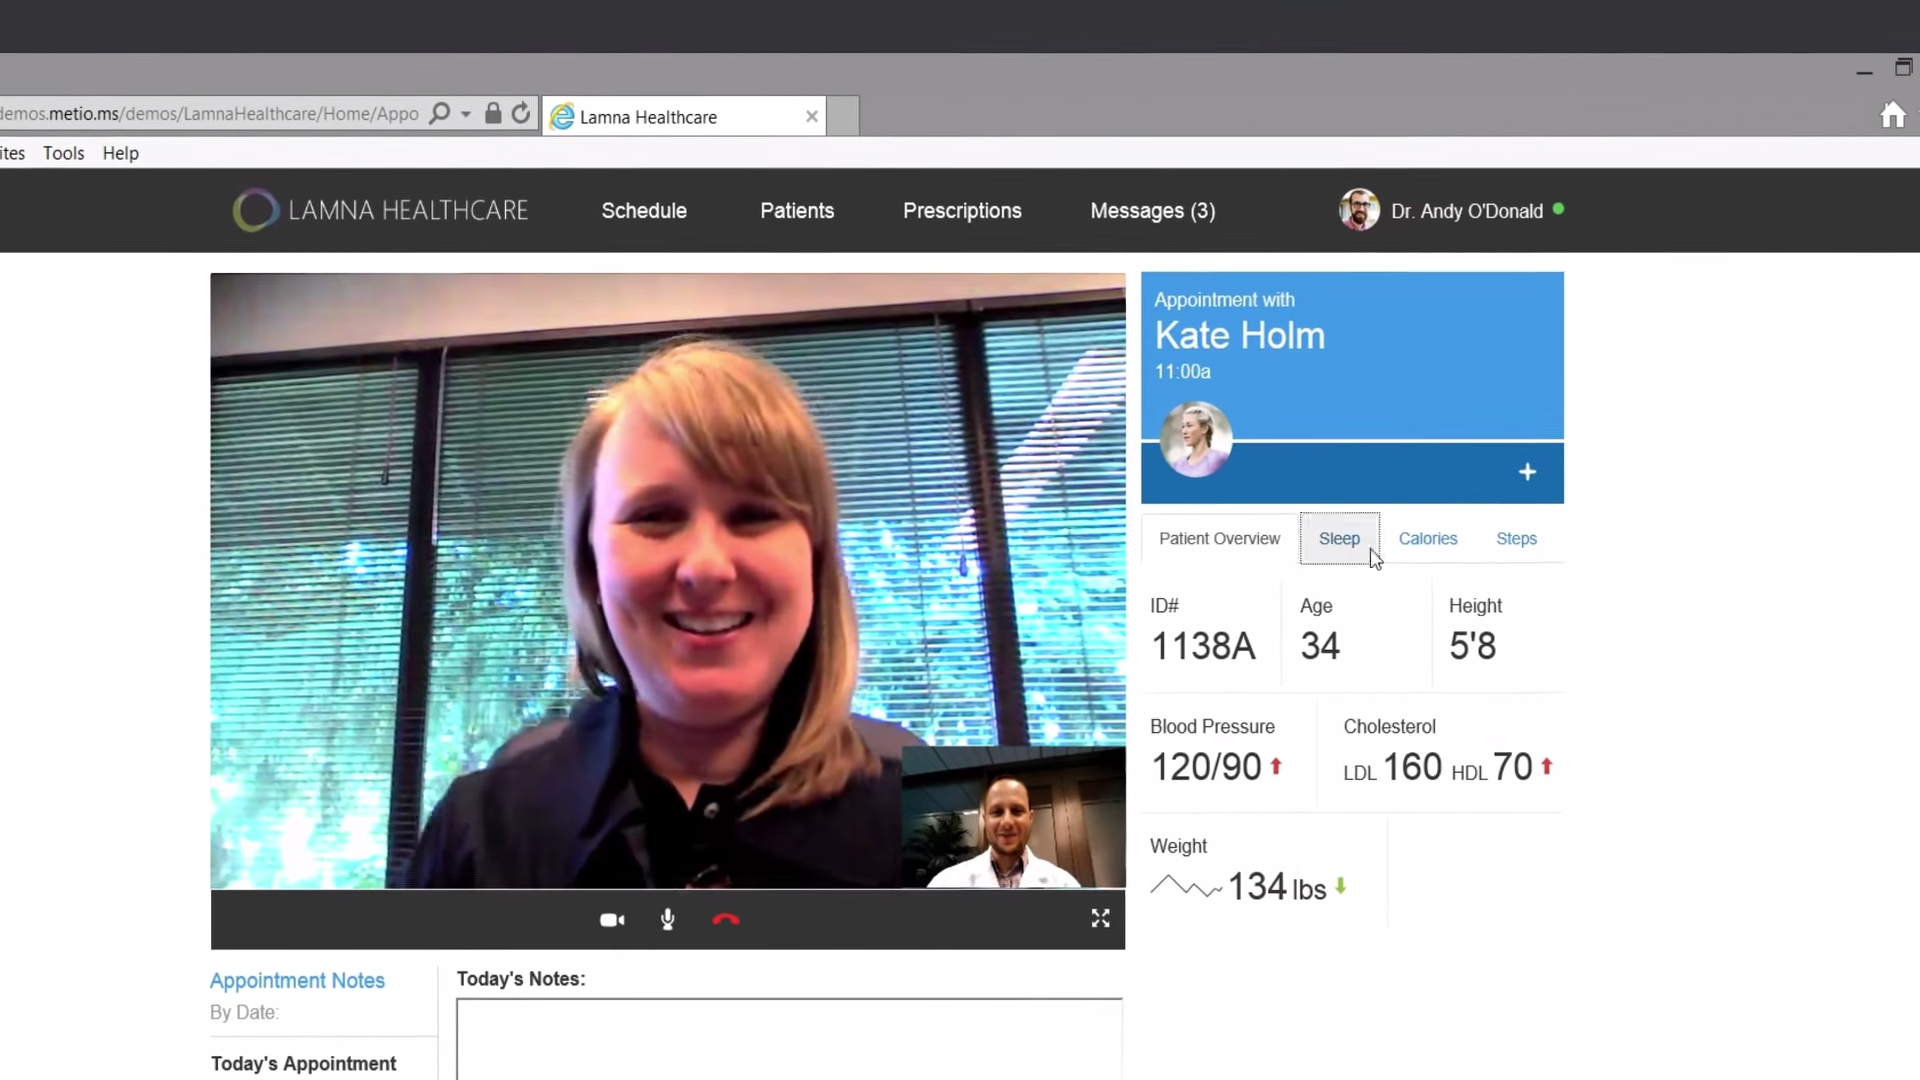 demos.metio.ms/demos/LamnaHealthcare/Home/Appo
Lamna Healthcare
ites Tools Help
LAMNA HEALTHCARE
Schedule
Patients
Prescriptions
Messages (3)
Dr. Andy O'Donald
Appointment with
Kate Holm
11:00a
Patient Overview
Sleep
Calories
Steps
ID#
1138A
Age
34
Height
5'8
Blood Pressure
120/90
Cholesterol
LDL 160 HDL 70
Weight
134 lbs
Appointment Notes
By Date:
Today's Appointment
Today's Notes: